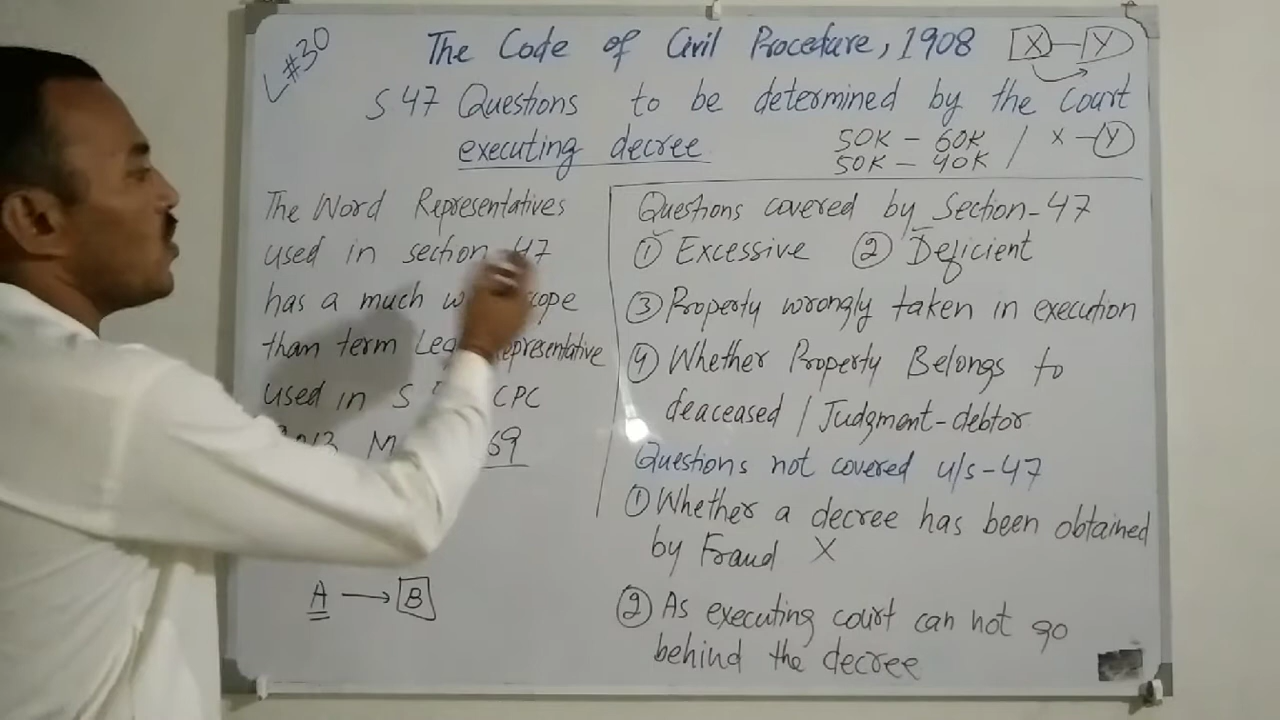 L#30
The Code of Civil Procedure, 1908
X — Y
S 47 Questions to be determined by the Court
executing decree
50K – 60K / X – Y
50K – 40K
The Word Representatives
used in section 47
has a much cope
than term Leg epresentative
used in S CPC
M 69
A → B
Questions covered by Section-47
① Excessive ② Deficient
③ Property wrongly taken in execution
④ Whether Property Belongs to
deaceased / Judgment-debtor
Questions not covered u/s-47
① Whether a decree has been obtained
by Fraud X
② As executing court can not go
behind the decree